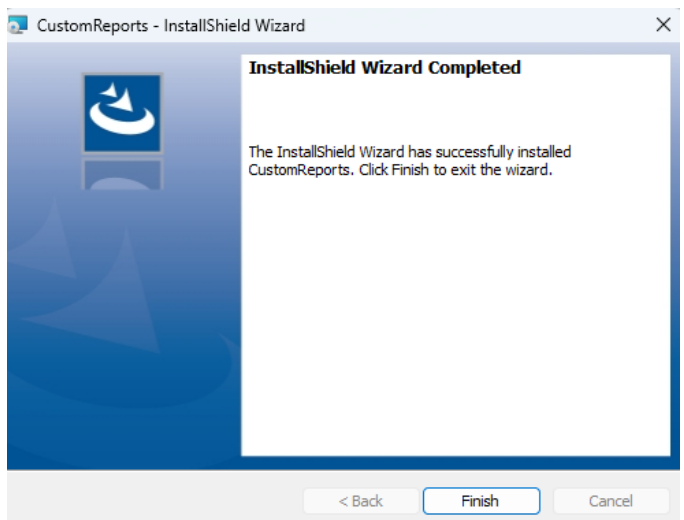 CustomReports - InstallShield Wizard
InstallShield Wizard Completed
The InstallShield Wizard has successfully installed
CustomReports. Click Finish to exit the wizard.
< Back
Finish
Cancel